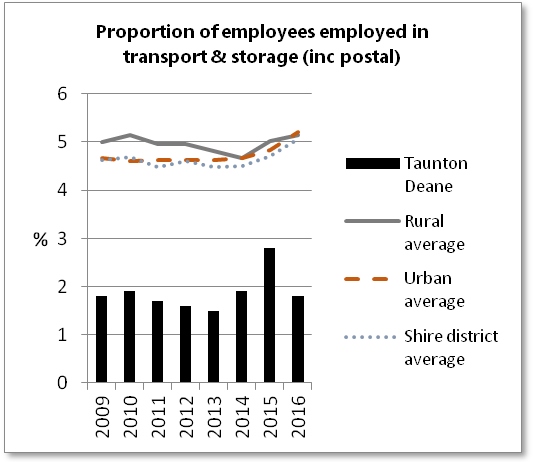 Proportion of employees employed in
transport & storage (inc postal)
6
5
4
3
2
1
0
%
2009
2010
2011
2012
2013
2014
2015
2016
Taunton
Deane
Rural
average
Urban
average
Shire district
average